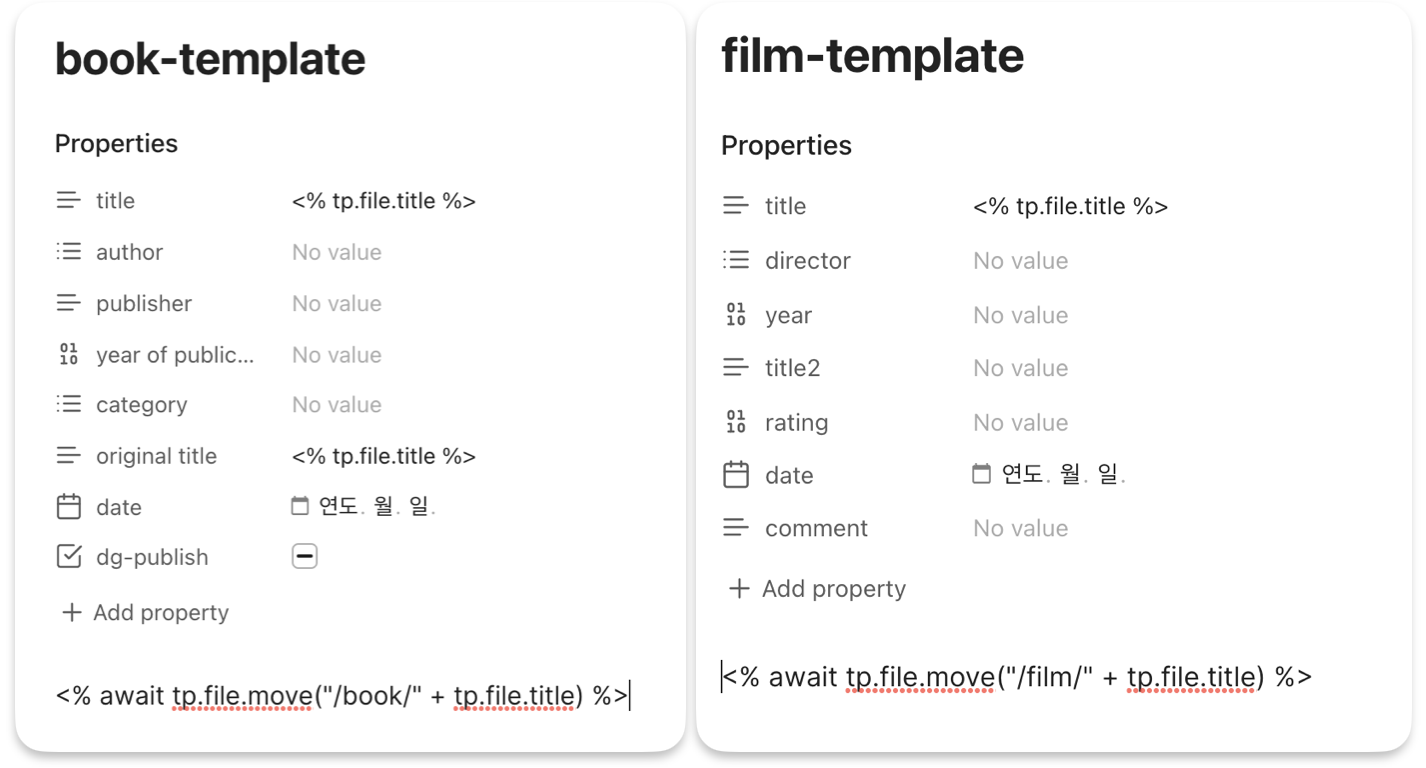 book-template
Properties
title <% tp.file.title %>
author No value
publisher No value
year of public... No value
category No value
original title <% tp.file.title %>
date 연도. 월. 일.
dg-publish
+ Add property
<% await tp.file.move("/book/" + tp.file.title) %>
film-template
Properties
title <% tp.file.title %>
director No value
year No value
title2 No value
rating No value
date 연도. 월. 일.
comment No value
+ Add property
<% await tp.file.move("/film/" + tp.file.title) %>